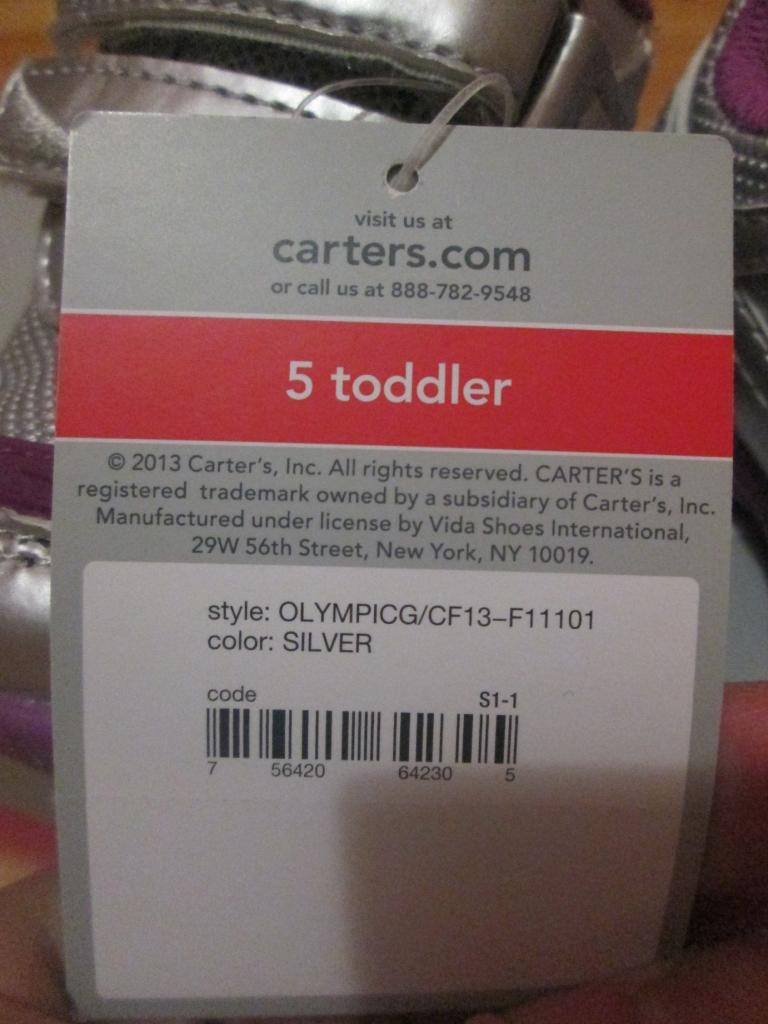 visit us at
carters.com
or call us at 888-782-9548
5 toddler
© 2013 Carter's, Inc. All rights reserved. CARTER'S is a
registered trademark owned by a subsidiary of Carter's, Inc.
Manufactured under license by Vida Shoes International,
29W 56th Street, New York, NY 10019.
style: OLYMPICG/CF13-F11101
color: SILVER
code S1-1
7 56420 64230 5